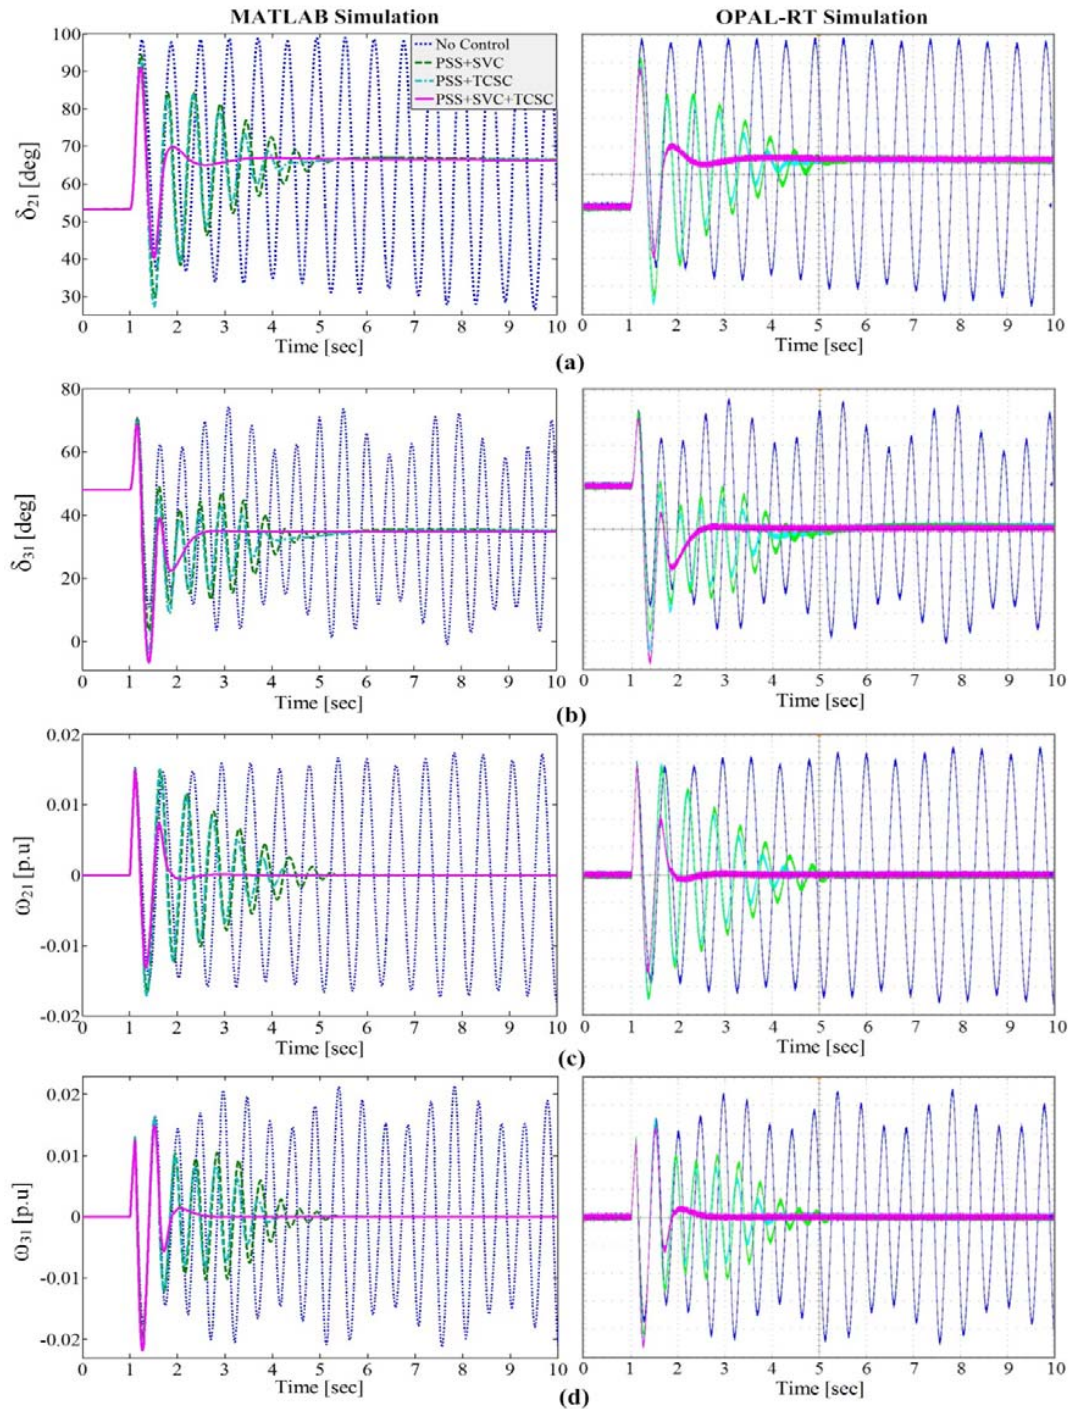 MATLAB Simulation
OPAL-RT Simulation
No Control
PSS+SVC
PSS+TCSC
PSS+SVC+TCSC
100
90
80
70
60
50
40
30
δ21 [deg]
0 1 2 3 4 5 6 7 8 9 10
Time [sec]
0 1 2 3 4 5 6 7 8 9 10
Time [sec]
(a)
80
60
40
20
0
δ31 [deg]
0 1 2 3 4 5 6 7 8 9 10
Time [sec]
0 1 2 3 4 5 6 7 8 9 10
Time [sec]
(b)
0.02
0.01
0
-0.01
-0.02
ω21 [p.u]
0 1 2 3 4 5 6 7 8 9 10
Time [sec]
0 1 2 3 4 5 6 7 8 9 10
Time [sec]
(c)
0.02
0.01
0
-0.01
-0.02
ω31 [p.u]
0 1 2 3 4 5 6 7 8 9 10
Time [sec]
0 1 2 3 4 5 6 7 8 9 10
Time [sec]
(d)